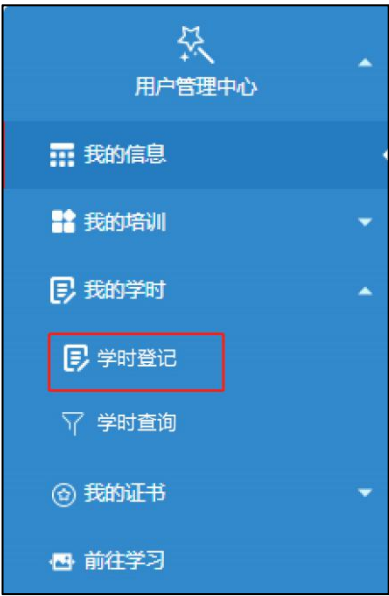 用户管理中心
我的信息
我的培训
我的学时
学时登记
学时查询
我的证书
前往学习